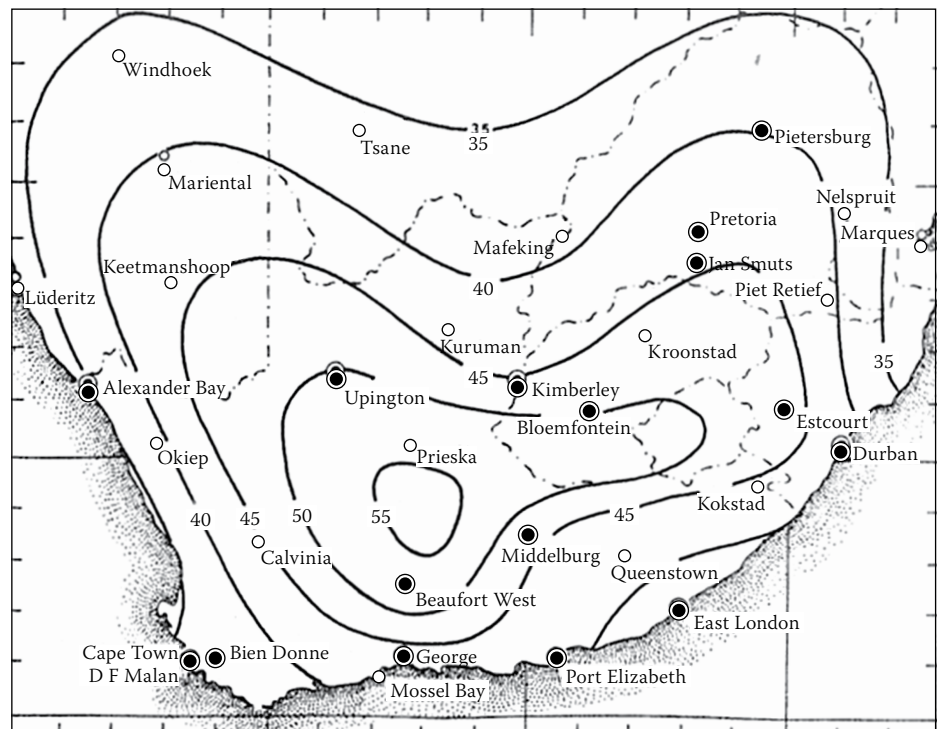 Windhoek
35
35
Tsane
Pietersburg
Mariental
Nelspruit
Pretoria
Marques
Mafeking
Keetmanshoop
Jan Smuts
40
Piet Retief
Lüderitz
Kuruman
Kroonstad
35
45
Alexander Bay
Kimberley
Upington
Bloemfontein
Estcourt
Okiep
Prieska
Durban
Kokstad
40
45
50
55
45
Calvinia
Middelburg
Queenstown
Beaufort West
East London
Cape Town
D F Malan
Bien Donne
George
Port Elizabeth
Mossel Bay